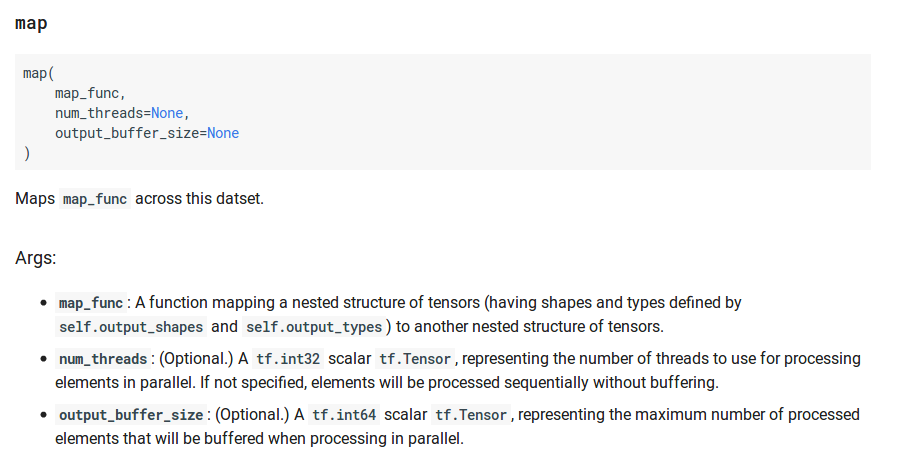 map
map(
    map_func,
    num_threads=None,
    output_buffer_size=None
)
Maps map_func across this datset.
Args:
• map_func: A function mapping a nested structure of tensors (having shapes and types defined by
self.output_shapes and self.output_types) to another nested structure of tensors.
• num_threads: (Optional.) A tf.int32 scalar tf.Tensor, representing the number of threads to use for processing
elements in parallel. If not specified, elements will be processed sequentially without buffering.
• output_buffer_size: (Optional.) A tf.int64 scalar tf.Tensor, representing the maximum number of processed
elements that will be buffered when processing in parallel.